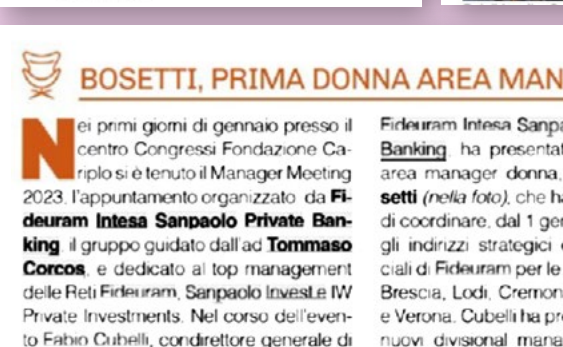 BOSETTI, PRIMA DONNA AREA MAN
Nei primi giorni di gennaio presso il
centro Congressi Fondazione Ca-
riplo si è tenuto il Manager Meeting
2023, l'appuntamento organizzato da Fi-
deuram Intesa Sanpaolo Private Ban-
king, il gruppo guidato dall'ad Tommaso
Corcos, e dedicato al top management
delle Reti Fideuram, Sanpaolo Invest e IW
Private Investments. Nel corso dell'even-
to Fabio Cubelli, condirettore generale di
Fideuram Intesa Sanpa
Banking, ha presentat
area manager donna,
setti (nella foto), che ha
di coordinare, dal 1 gen
gli indirizzi strategici
ciali di Fideuram per le
Brescia, Lodi, Cremon
e Verona. Cubelli ha pr
nuovi divisional mana